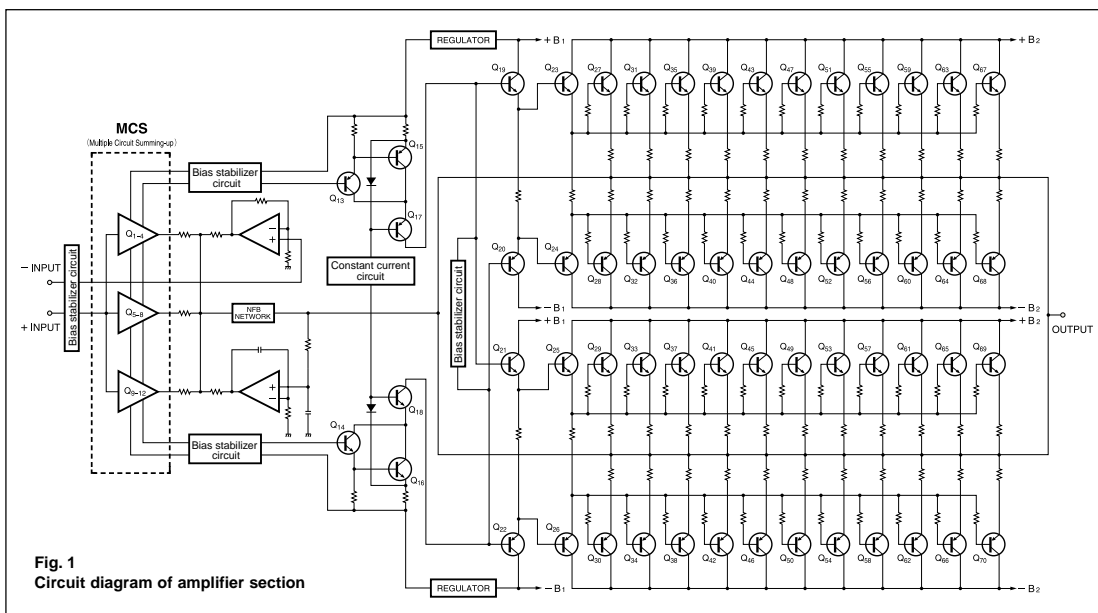 REGULATOR
+ B₁
+ B₂
Q₁₉
Q₂₃
Q₂₇
Q₃₁
Q₃₅
Q₃₉
Q₄₃
Q₄₇
Q₅₁
Q₅₅
Q₅₉
Q₆₃
Q₆₇
MCS
(Multiple Circuit Summing-up)
Bias stabilizer
circuit
Q₁₃
Q₁₅
Q₁₇
Q₁₋₄
− +
− INPUT
+ INPUT
Bias stabilizer circuit
Q₅₋₈
NFB
NETWORK
Constant current
circuit
Bias stabilizer circuit
Q₂₀
Q₂₄
Q₂₈
Q₃₂
Q₃₆
Q₄₀
Q₄₄
Q₄₈
Q₅₂
Q₅₆
Q₆₀
Q₆₄
Q₆₈
− B₁
− B₂
+ B₁
+ B₂
OUTPUT
Q₂₁
Q₂₅
Q₂₉
Q₃₃
Q₃₇
Q₄₁
Q₄₅
Q₄₉
Q₅₃
Q₅₇
Q₆₁
Q₆₅
Q₆₉
Q₉₋₁₂
+ −
Q₁₈
Q₁₄
Bias stabilizer
circuit
Q₁₆
Q₂₂
Q₂₆
Q₃₀
Q₃₄
Q₃₈
Q₄₂
Q₄₆
Q₅₀
Q₅₄
Q₅₈
Q₆₂
Q₆₆
Q₇₀
REGULATOR
− B₁
− B₂
Fig. 1
Circuit diagram of amplifier section